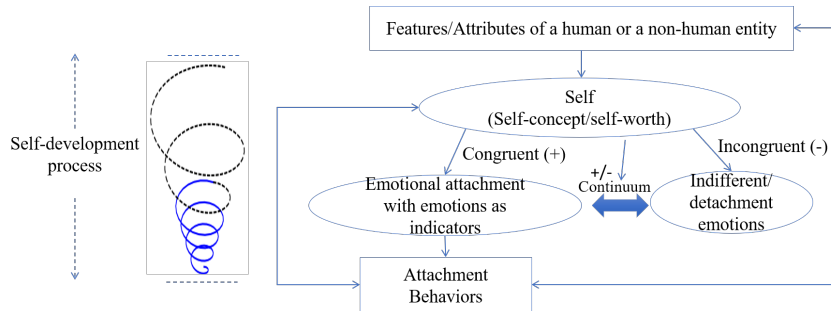 Features/Attributes of a human or a non-human entity
Self
(Self-concept/self-worth)
Self-development
process
Congruent (+)
+/-
Continuum
Incongruent (-)
Emotional attachment
with emotions as
indicators
Indifferent/
detachment
emotions
Attachment
Behaviors